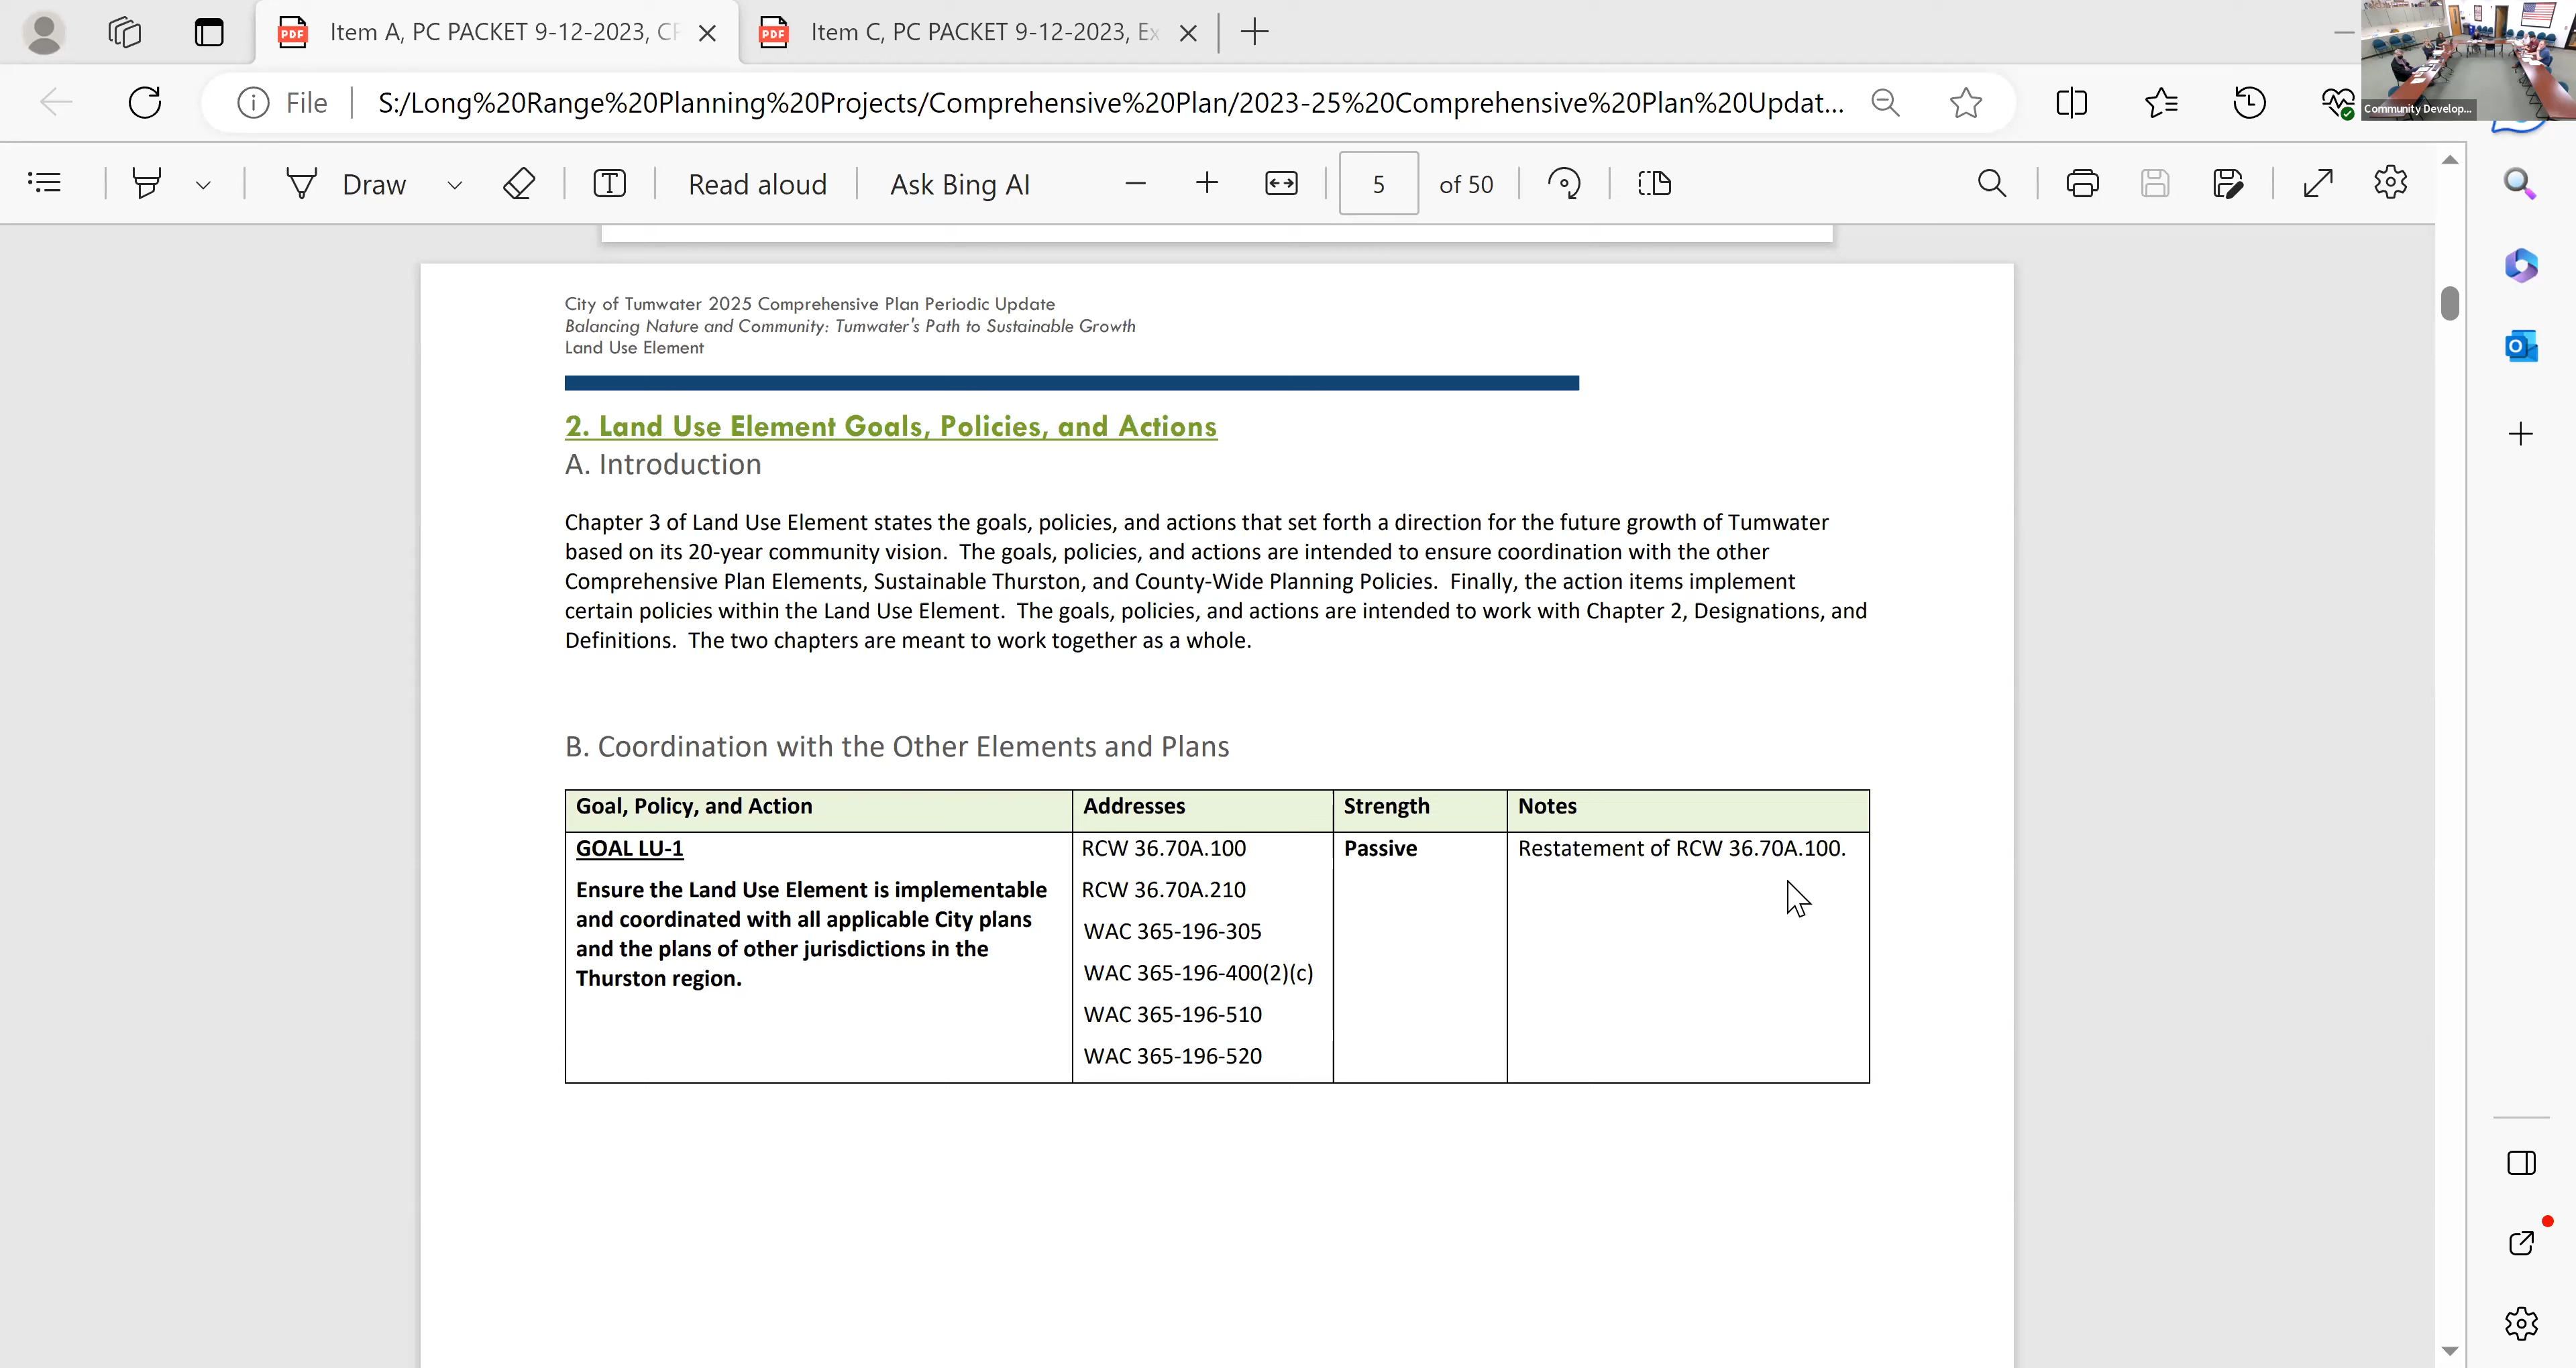 Item A, PC PACKET 9-12-2023, CF
Item C, PC PACKET 9-12-2023, Ex
File
S:/Long%20Range%20Planning%20Projects/Comprehensive%20Plan/2023-25%20Comprehensive%20Plan%20Updat...
Community Develop...
Draw
Read aloud
Ask Bing AI
5 of 50
City of Tumwater 2025 Comprehensive Plan Periodic Update
Balancing Nature and Community: Tumwater's Path to Sustainable Growth
Land Use Element
2. Land Use Element Goals, Policies, and Actions
A. Introduction
Chapter 3 of Land Use Element states the goals, policies, and actions that set forth a direction for the future growth of Tumwater
based on its 20-year community vision. The goals, policies, and actions are intended to ensure coordination with the other
Comprehensive Plan Elements, Sustainable Thurston, and County-Wide Planning Policies. Finally, the action items implement
certain policies within the Land Use Element. The goals, policies, and actions are intended to work with Chapter 2, Designations, and
Definitions. The two chapters are meant to work together as a whole.
B. Coordination with the Other Elements and Plans
Goal, Policy, and Action
Addresses
Strength
Notes
GOAL LU-1
Ensure the Land Use Element is implementable
and coordinated with all applicable City plans
and the plans of other jurisdictions in the
Thurston region.
RCW 36.70A.100
RCW 36.70A.210
WAC 365-196-305
WAC 365-196-400(2)(c)
WAC 365-196-510
WAC 365-196-520
Passive
Restatement of RCW 36.70A.100.